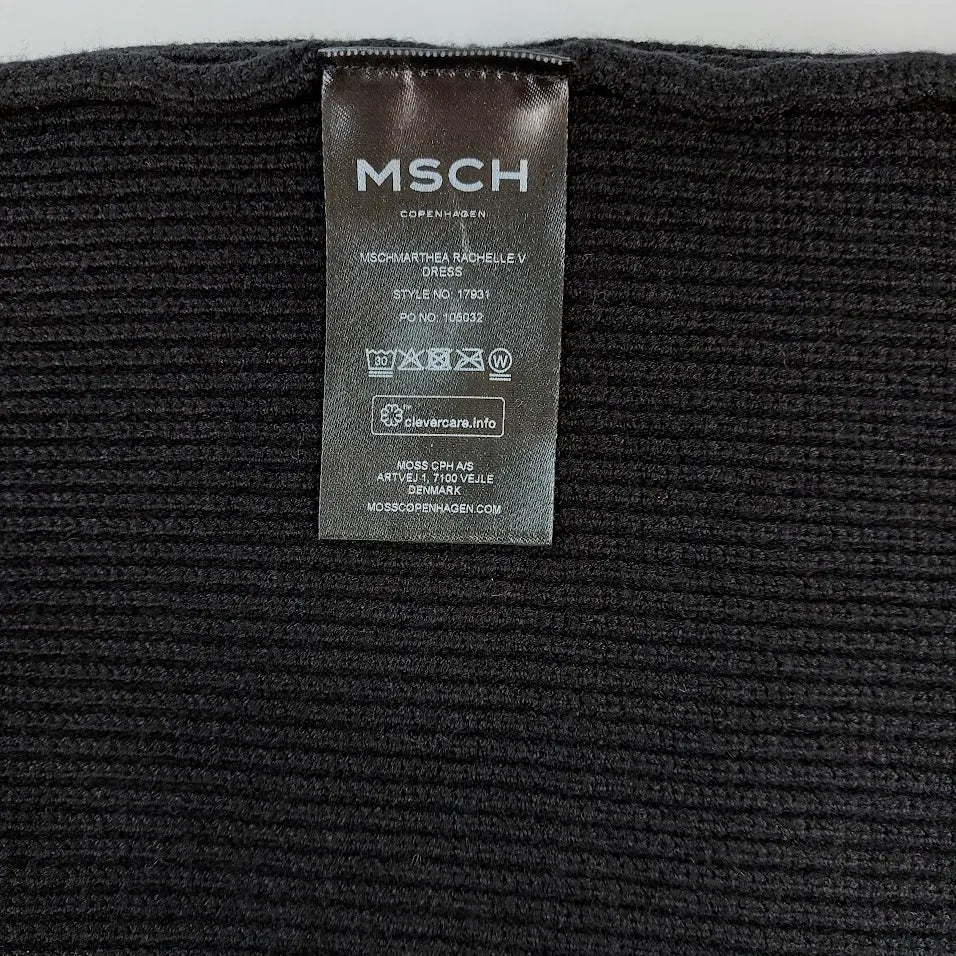 MSCH
COPENHAGEN
MSCHMARTHEA RACHELLE V
DRESS
STYLE NO: 17931
PO NO: 105032
30 W
clevercare.info
MOSS CPH A/S
ARTVEJ 1, 7100 VEJLE
DENMARK
MOSSCOPENHAGEN.COM